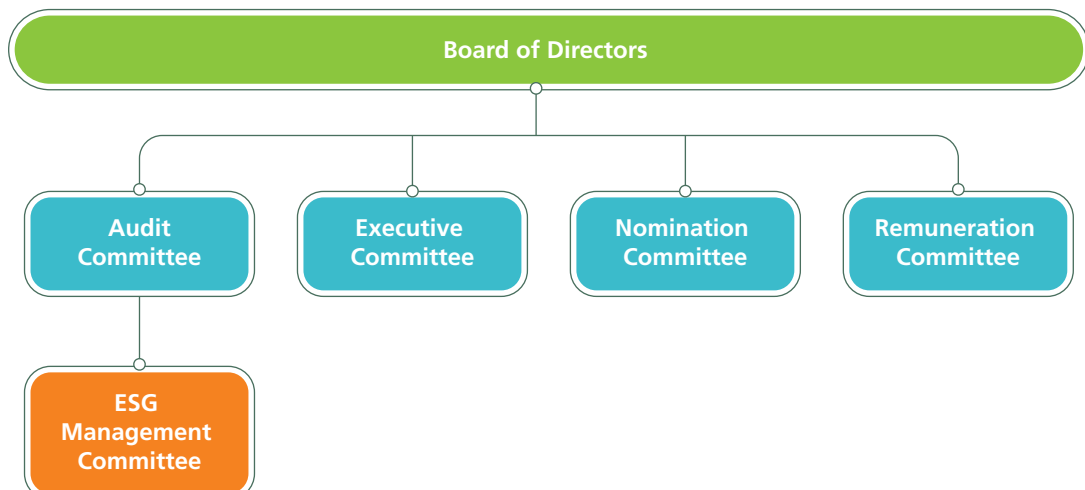 Board of Directors
Audit
Committee
Executive
Committee
Nomination
Committee
Remuneration
Committee
ESG
Management
Committee